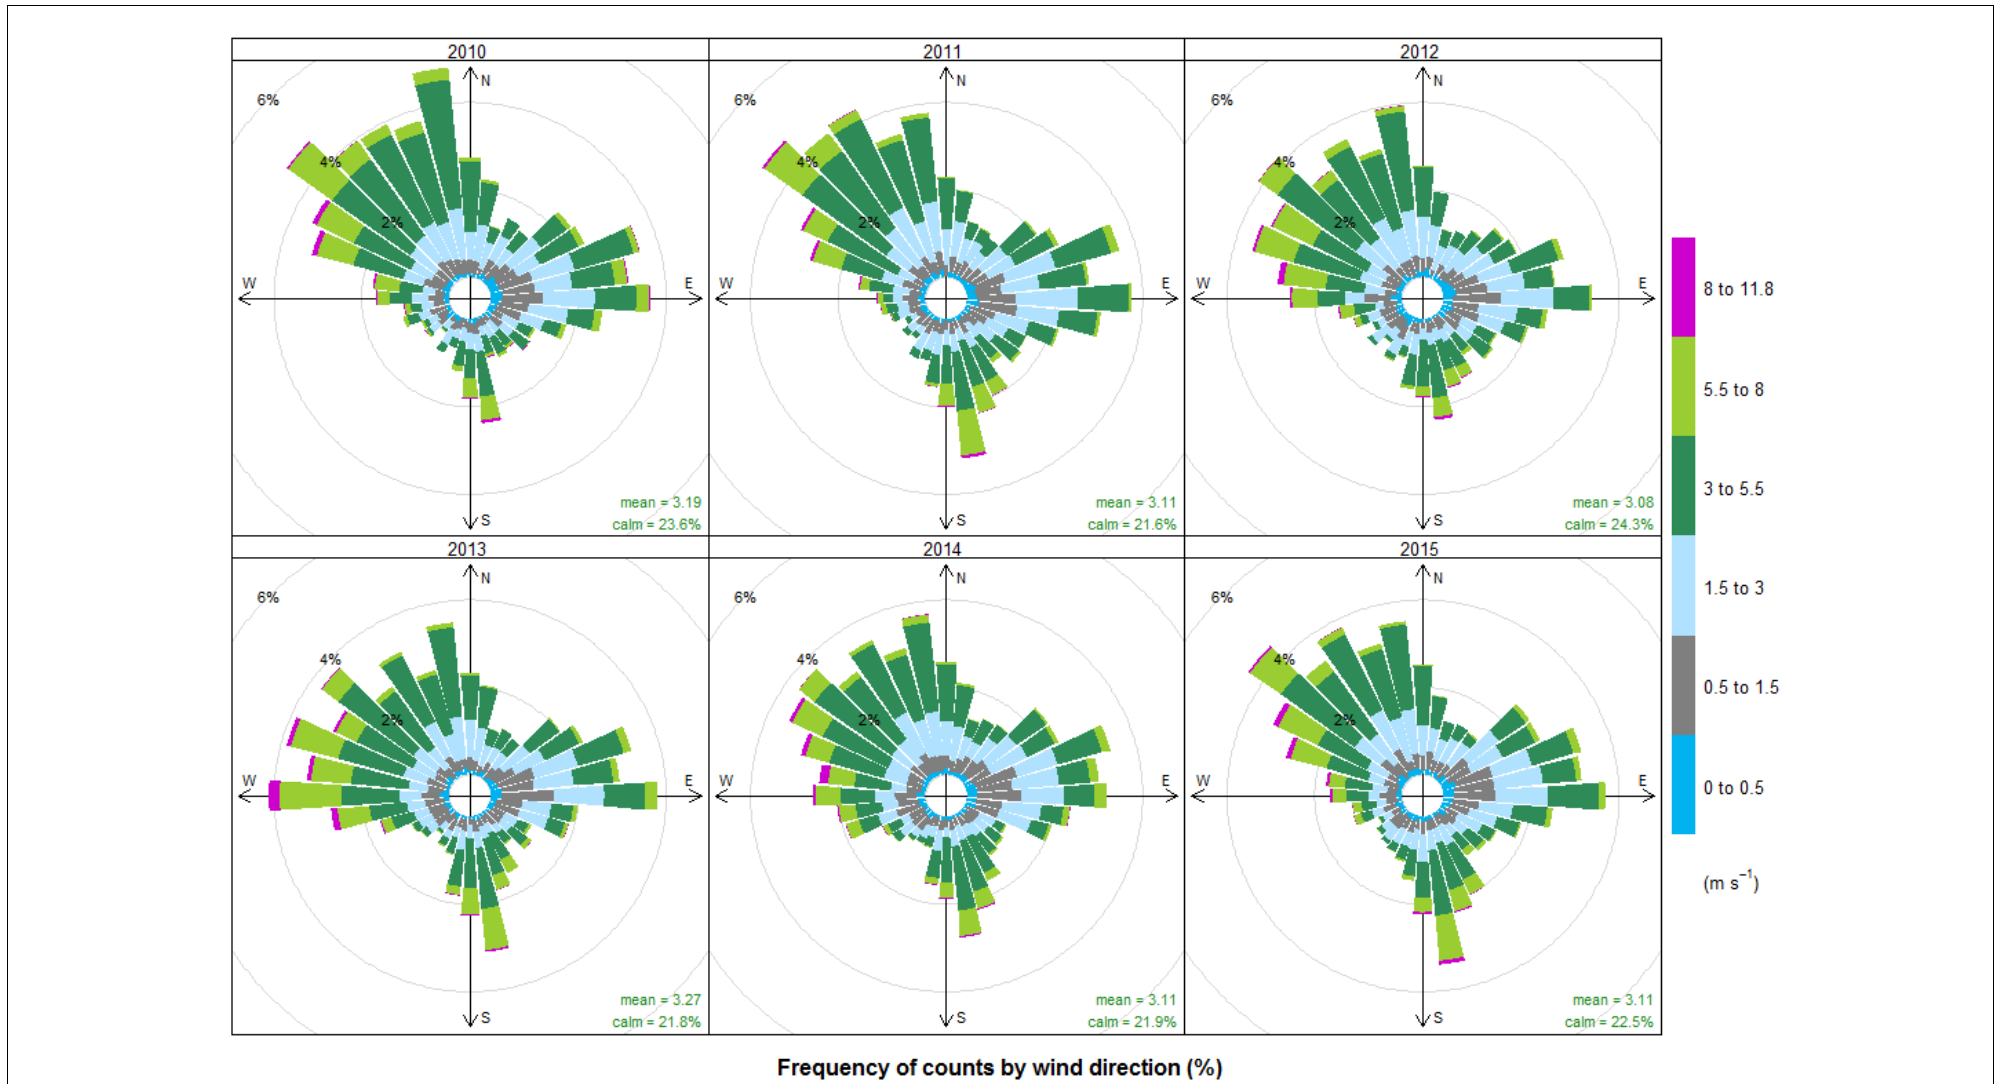 2010
2011
2012
N
6%
4%
2%
W
E
S
mean = 3.19
calm = 23.6%
N
6%
4%
2%
W
E
S
mean = 3.11
calm = 21.6%
N
6%
4%
2%
W
E
S
mean = 3.08
calm = 24.3%
2013
2014
2015
N
6%
4%
2%
W
E
S
mean = 3.27
calm = 21.8%
N
6%
4%
2%
W
E
S
mean = 3.11
calm = 21.9%
N
6%
4%
2%
W
E
S
mean = 3.11
calm = 22.5%
8 to 11.8
5.5 to 8
3 to 5.5
1.5 to 3
0.5 to 1.5
0 to 0.5
(m s⁻¹)
Frequency of counts by wind direction (%)